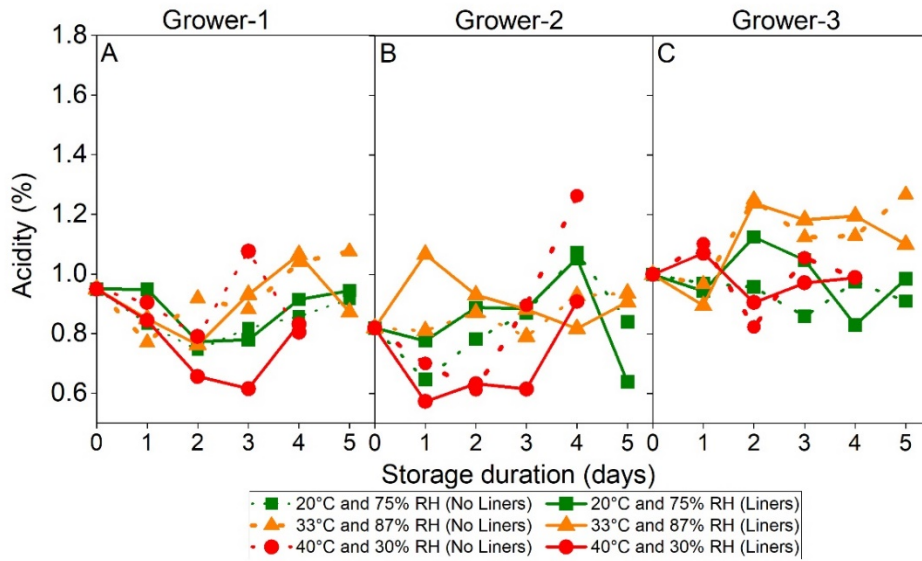 Grower-1 Grower-2 Grower-3
A B C
1.8
1.6
1.4
1.2
1.0
0.8
0.6
Acidity (%)
0 1 2 3 4 5 0 1 2 3 4 5 0 1 2 3 4 5
Storage duration (days)
20°C and 75% RH (No Liners) 20°C and 75% RH (Liners)
33°C and 87% RH (No Liners) 33°C and 87% RH (Liners)
40°C and 30% RH (No Liners) 40°C and 30% RH (Liners)